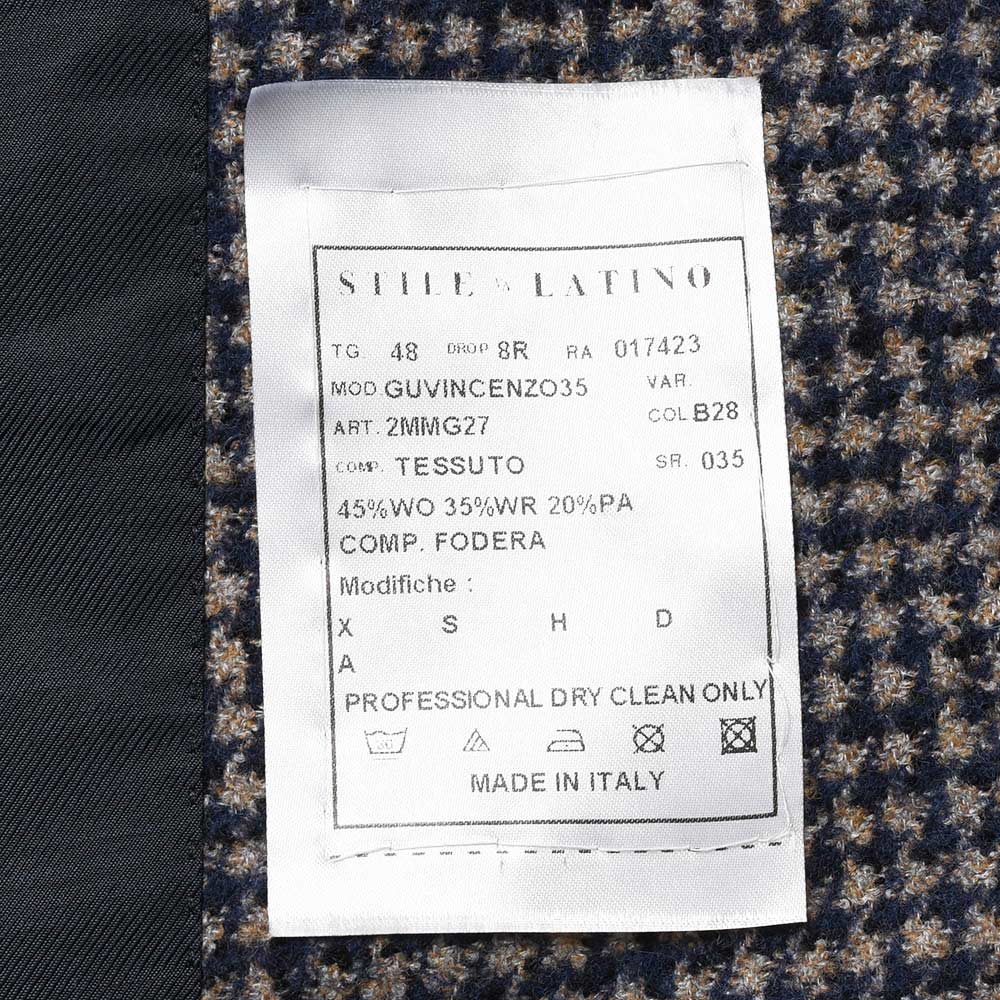 STILE LATINO
TG. 48 DROP 8R RA 017423
MOD. GUVINCENZO35 VAR.
ART. 2MMG27 COL B28
COMP. TESSUTO SR. 035
45%WO 35%WR 20%PA
COMP. FODERA
Modifiche :
X S H D
A
PROFESSIONAL DRY CLEAN ONLY
30
MADE IN ITALY